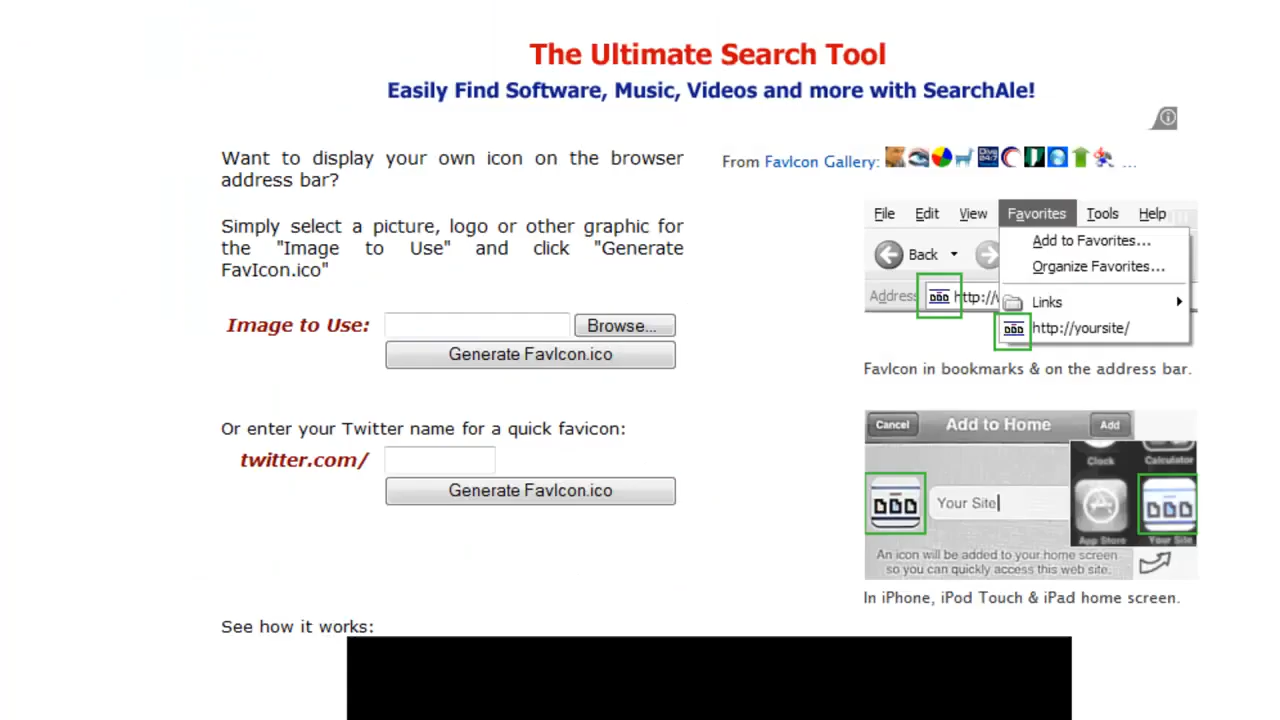 The Ultimate Search Tool
Easily Find Software, Music, Videos and more with SearchAle!
Want to display your own icon on the browser
address bar?
Simply select a picture, logo or other graphic for
the "Image to Use" and click "Generate
FavIcon.ico"
Image to Use:
Browse...
Generate FavIcon.ico
Or enter your Twitter name for a quick favicon:
twitter.com/
Generate FavIcon.ico
See how it works:
From FavIcon Gallery: ...
File Edit View Favorites Tools Help
Back
Add to Favorites...
Organize Favorites...
Address http://
Links
http://yoursite/
FavIcon in bookmarks & on the address bar.
Cancel Add to Home Add
Clock Calculator
Your Site
App Store Your Site
An icon will be added to your home screen
so you can quickly access this web site.
In iPhone, iPod Touch & iPad home screen.